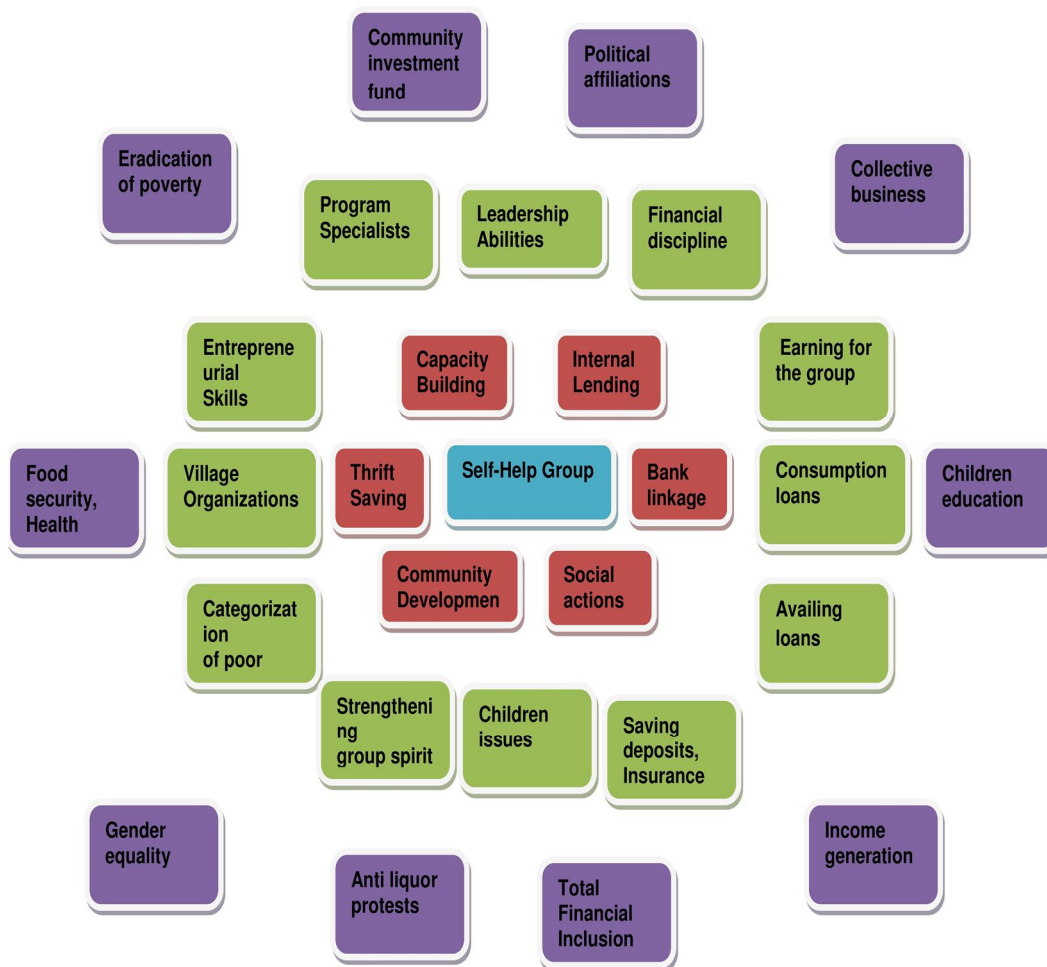 Community
investment
fund
Political
affiliations
Eradication
of poverty
Collective
business
Program
Specialists
Leadership
Abilities
Financial
discipline
Entreprene
urial
Skills
Capacity
Building
Internal
Lending
Earning for
the group
Food
security,
Health
Village
Organizations
Thrift
Saving
Self-Help Group
Bank
linkage
Consumption
loans
Children
education
Categorizat
ion
of poor
Community
Developmen
Social
actions
Availing
loans
Strengtheni
ng
group spirit
Children
issues
Saving
deposits,
Insurance
Gender
equality
Anti liquor
protests
Total
Financial
Inclusion
Income
generation